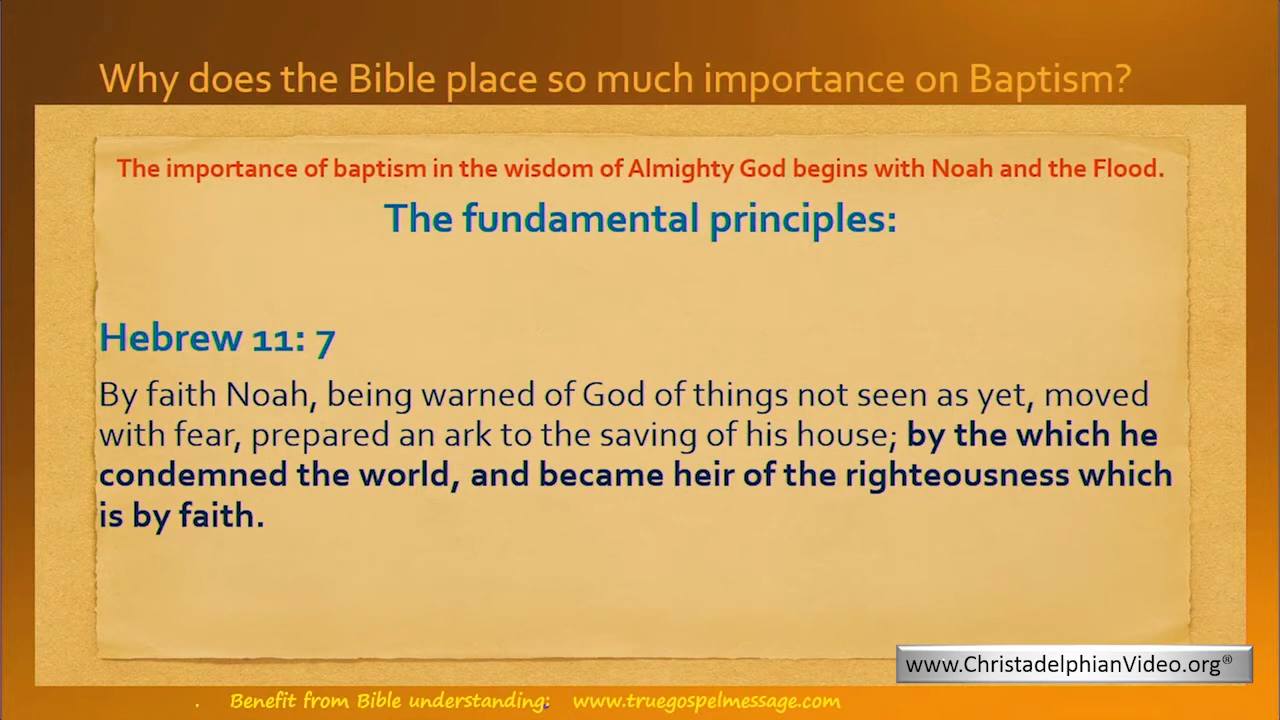 Why does the Bible place so much importance on Baptism?
The importance of baptism in the wisdom of Almighty God begins with Noah and the Flood.
The fundamental principles:
Hebrew 11: 7
By faith Noah, being warned of God of things not seen as yet, moved
with fear, prepared an ark to the saving of his house; by the which he
condemned the world, and became heir of the righteousness which
is by faith.
www.ChristadelphianVideo.org®
. Benefit from Bible understanding: www.truegospelmessage.com